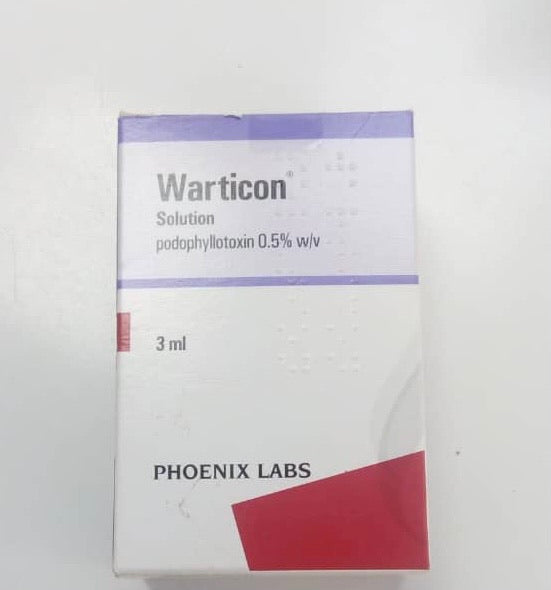 Warticon®
Solution
podophyllotoxin 0.5% w/v
3 ml
PHOENIX LABS